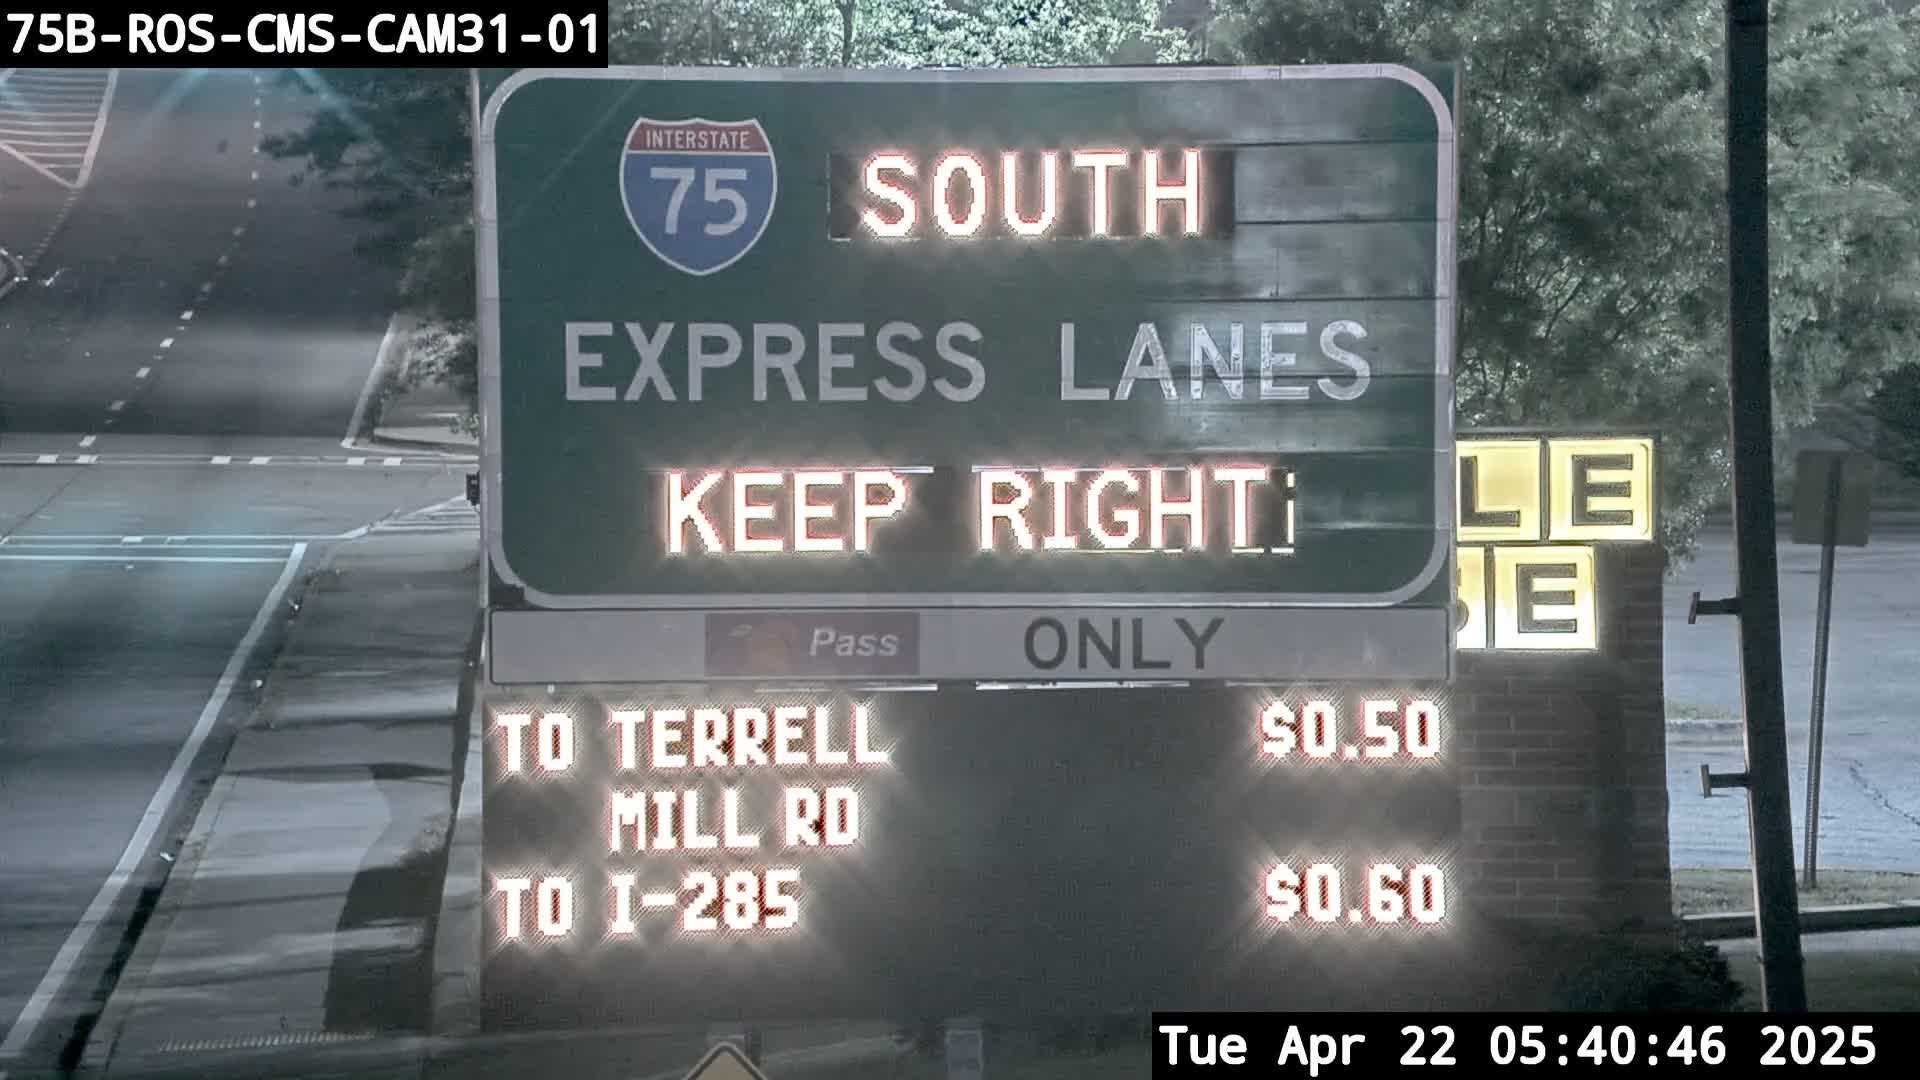 75B-ROS-CMS-CAM31-01
INTERSTATE
75
SOUTH
EXPRESS LANES
KEEP RIGHT
Pass ONLY
TO TERRELL $0.50
MILL RD
TO I-285 $0.60
LE
E
Tue Apr 22 05:40:46 2025